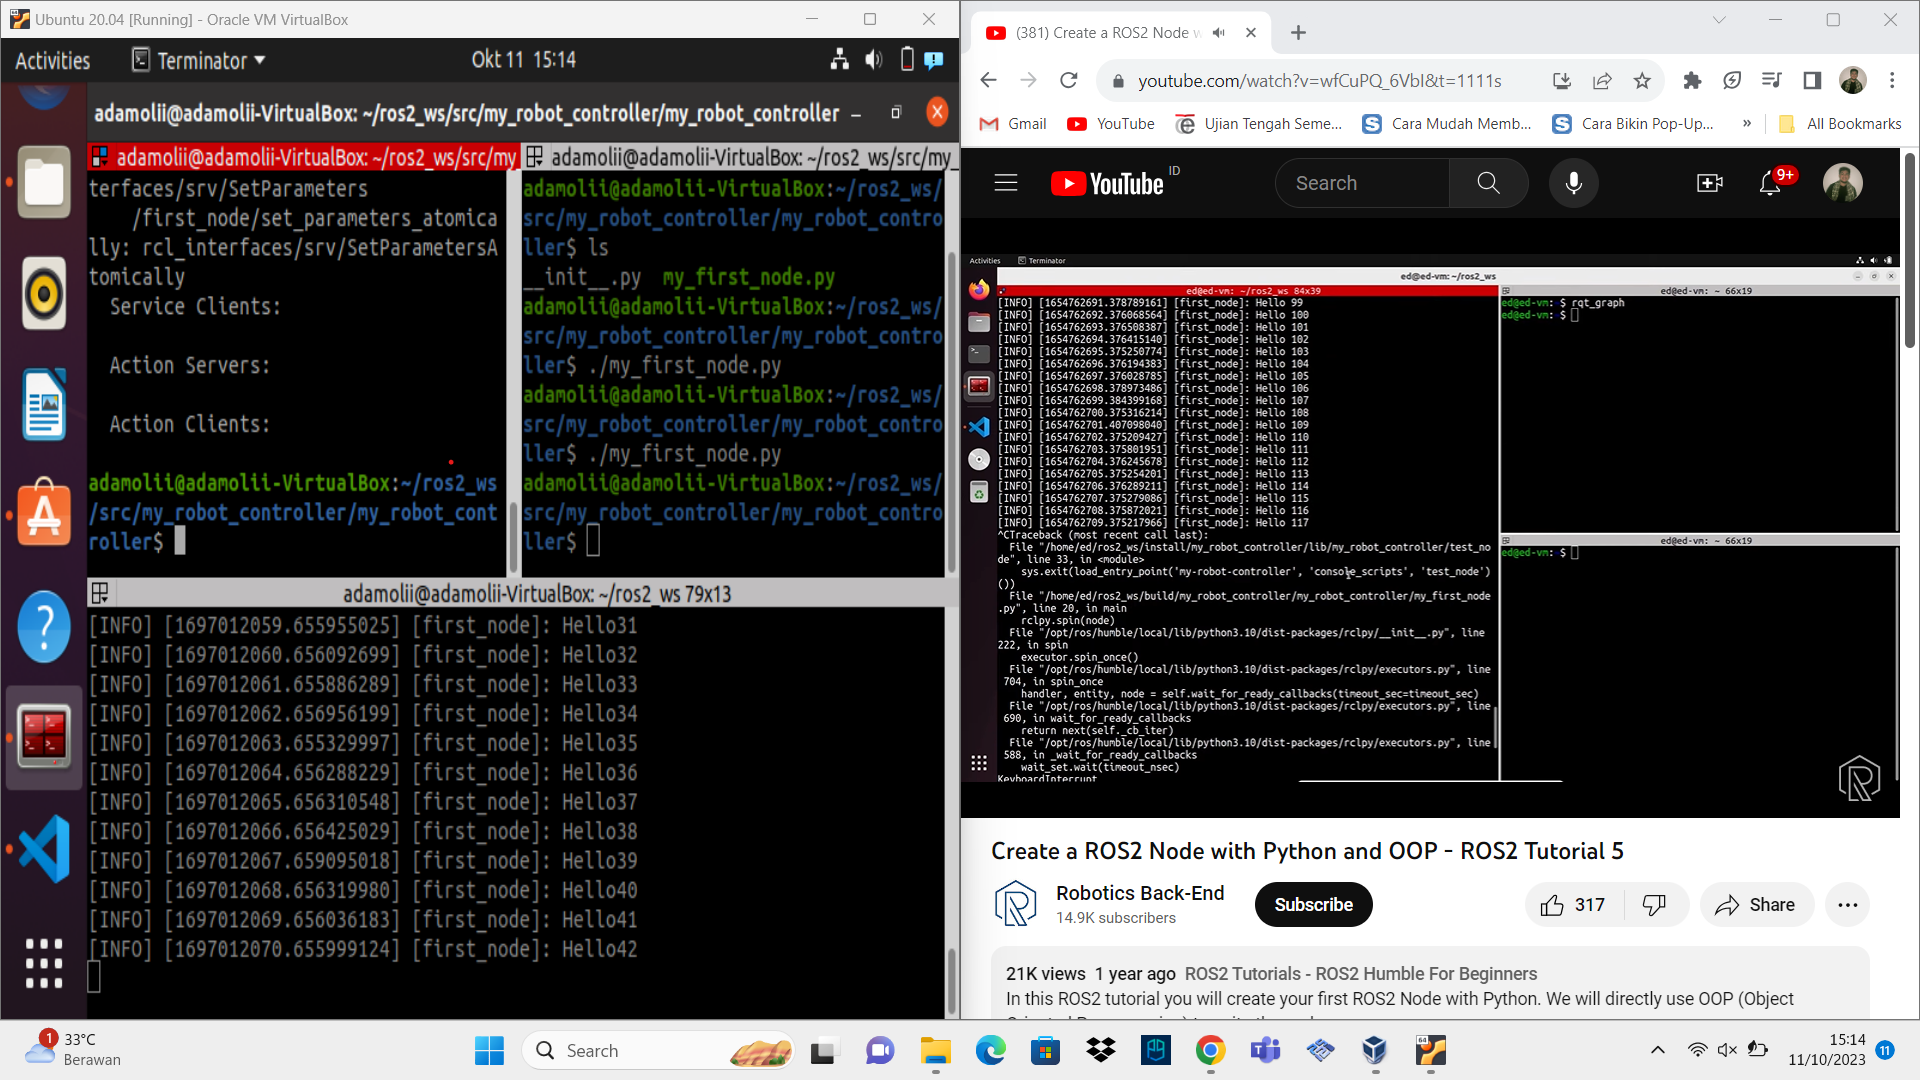 Ubuntu 20.04 [Running] - Oracle VM VirtualBox
Activities
Terminator
Okt 11 15:14
adamolii@adamolii-VirtualBox: ~/ros2_ws/src/my_robot_controller/my_robot_controller
adamolii@adamolii-VirtualBox: ~/ros2_ws/src/my
terfaces/srv/SetParameters
/first_node/set_parameters_atomica
lly: rcl_interfaces/srv/SetParametersA
tomically
Service Clients:
Action Servers:
Action Clients:
adamolii@adamolii-VirtualBox:~/ros2_ws
/src/my_robot_controller/my_robot_cont
roller$
adamolii@adamolii-VirtualBox: ~/ros2_ws/src/my_
adamolii@adamolii-VirtualBox:~/ros2_ws/
src/my_robot_controller/my_robot_contro
ller$ ls
__init__.py my_first_node.py
adamolii@adamolii-VirtualBox:~/ros2_ws/
src/my_robot_controller/my_robot_contro
ller$ ./my_first_node.py
adamolii@adamolii-VirtualBox:~/ros2_ws/
src/my_robot_controller/my_robot_contro
ller$ ./my_first_node.py
adamolii@adamolii-VirtualBox:~/ros2_ws/
src/my_robot_controller/my_robot_contro
ller$
adamolii@adamolii-VirtualBox: ~/ros2_ws 79x13
[INFO] [1697012059.655955025] [first_node]: Hello31
[INFO] [1697012060.656092699] [first_node]: Hello32
[INFO] [1697012061.655886289] [first_node]: Hello33
[INFO] [1697012062.656956199] [first_node]: Hello34
[INFO] [1697012063.655329997] [first_node]: Hello35
[INFO] [1697012064.656288229] [first_node]: Hello36
[INFO] [1697012065.656310548] [first_node]: Hello37
[INFO] [1697012066.656425029] [first_node]: Hello38
[INFO] [1697012067.659095018] [first_node]: Hello39
[INFO] [1697012068.656319980] [first_node]: Hello40
[INFO] [1697012069.656036183] [first_node]: Hello41
[INFO] [1697012070.655999124] [first_node]: Hello42
(381) Create a ROS2 Node w
youtube.com/watch?v=wfCuPQ_6VbI&t=1111s
Gmail
YouTube
Ujian Tengah Seme...
Cara Mudah Memb...
Cara Bikin Pop-Up...
»
All Bookmarks
YouTube ID
Search
9+
Activities
Terminator
ed@ed-vm: ~/ros2_ws
ed@ed-vm: ~/ros2_ws 84x39
[INFO] [1654762691.378789161] [first_node]: Hello 99
[INFO] [1654762692.376068564] [first_node]: Hello 100
[INFO] [1654762693.376508387] [first_node]: Hello 101
[INFO] [1654762694.376415140] [first_node]: Hello 102
[INFO] [1654762695.375250774] [first_node]: Hello 103
[INFO] [1654762696.376194383] [first_node]: Hello 104
[INFO] [1654762697.376028785] [first_node]: Hello 105
[INFO] [1654762698.378973486] [first_node]: Hello 106
[INFO] [1654762699.384399168] [first_node]: Hello 107
[INFO] [1654762700.375316214] [first_node]: Hello 108
[INFO] [1654762701.407098040] [first_node]: Hello 109
[INFO] [1654762702.375209427] [first_node]: Hello 110
[INFO] [1654762703.375801951] [first_node]: Hello 111
[INFO] [1654762704.376245678] [first_node]: Hello 112
[INFO] [1654762705.375254201] [first_node]: Hello 113
[INFO] [1654762706.376289211] [first_node]: Hello 114
[INFO] [1654762707.375279086] [first_node]: Hello 115
[INFO] [1654762708.375872021] [first_node]: Hello 116
[INFO] [1654762709.375217966] [first_node]: Hello 117
^CTraceback (most recent call last):
File "/home/ed/ros2_ws/install/my_robot_controller/lib/my_robot_controller/test_no
de", line 33, in <module>
sys.exit(load_entry_point('my-robot-controller', 'console_scripts', 'test_node')
())
File "/home/ed/ros2_ws/build/my_robot_controller/my_robot_controller/my_first_node
.py", line 20, in main
rclpy.spin(node)
File "/opt/ros/humble/local/lib/python3.10/dist-packages/rclpy/__init__.py", line
222, in spin
executor.spin_once()
File "/opt/ros/humble/local/lib/python3.10/dist-packages/rclpy/executors.py", line
704, in spin_once
handler, entity, node = self.wait_for_ready_callbacks(timeout_sec=timeout_sec)
File "/opt/ros/humble/local/lib/python3.10/dist-packages/rclpy/executors.py", line
690, in wait_for_ready_callbacks
return next(self._cb_iter)
File "/opt/ros/humble/local/lib/python3.10/dist-packages/rclpy/executors.py", line
588, in _wait_for_ready_callbacks
wait_set.wait(timeout_nsec)
KeyboardInterrupt
ed@ed-vm: ~ 66x19
ed@ed-vm:~$ rqt_graph
ed@ed-vm:~$
ed@ed-vm: ~ 66x19
ed@ed-vm:~$
Create a ROS2 Node with Python and OOP - ROS2 Tutorial 5
Robotics Back-End
14.9K subscribers
Subscribe
317
Share
21K views 1 year ago ROS2 Tutorials - ROS2 Humble For Beginners
In this ROS2 tutorial you will create your first ROS2 Node with Python. We will directly use OOP (Object
1
33°C
Berawan
Search
64
15:14
11/10/2023
11